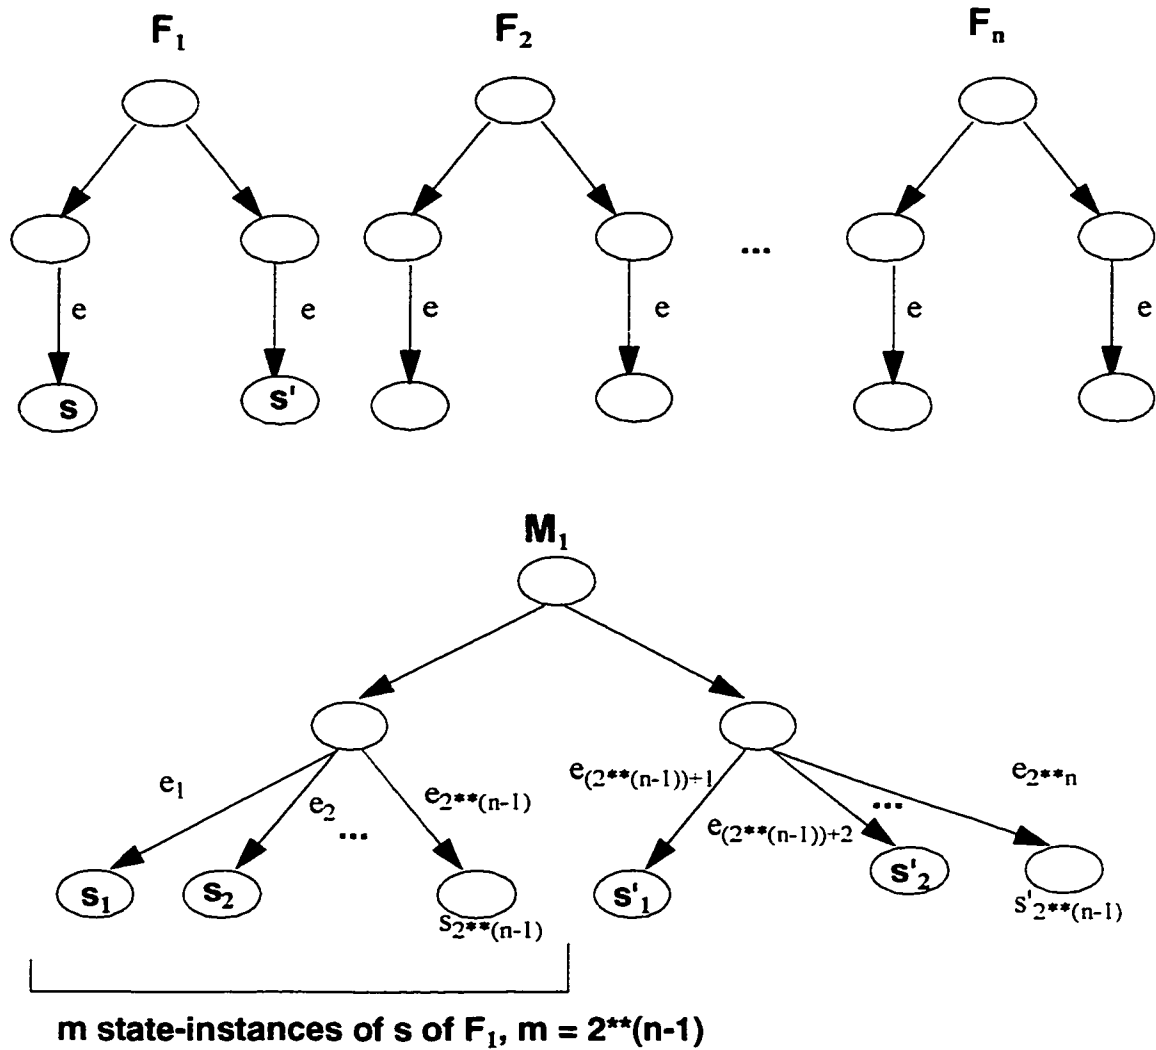 F1 F2 Fn
...
e e e e e e
s s'
M1
e1 e2 ... e2**(n-1) e(2**(n-1))+1 e(2**(n-1))+2 ... e2**n
s1 s2 s2**(n-1) s'1 s'2 s'2**(n-1)
m state-instances of s of F1, m = 2**(n-1)